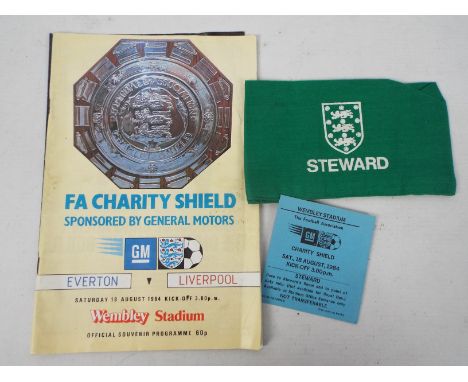 FA CHARITY SHIELD
SPONSORED BY GENERAL MOTORS
GM
EVERTON v LIVERPOOL
SATURDAY 18 AUGUST 1984 KICK-OFF 3.00p.m.
Wembley Stadium
OFFICIAL SOUVENIR PROGRAMME 60p
STEWARD
WEMBLEY STADIUM
The Football Association
GM
CHARITY SHIELD
SAT, 18 AUGUST, 1984
KICK-OFF 3.00p.m.
STEWARD
NOT TRANSFERABLE